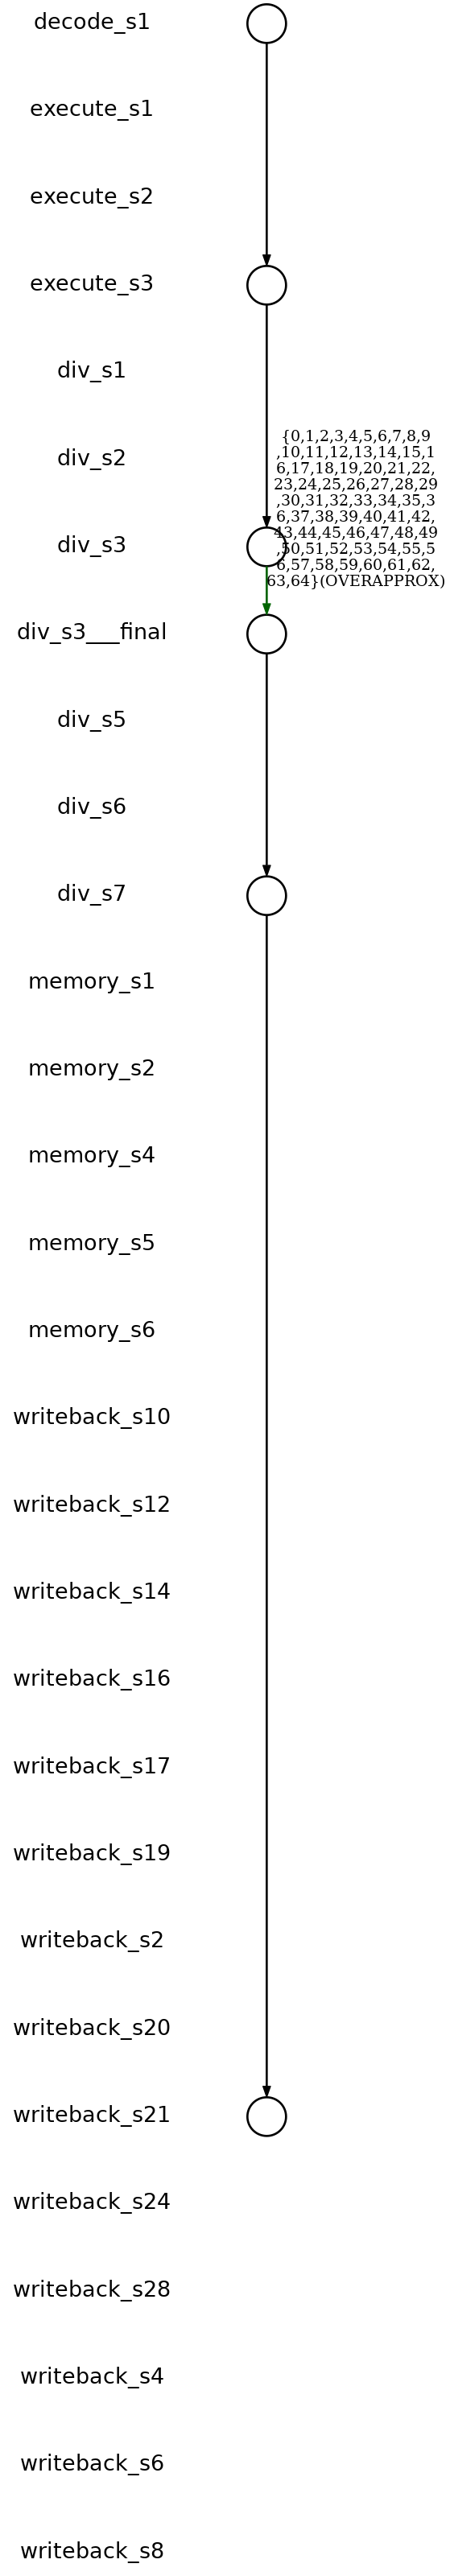 decode_s1
execute_s1
execute_s2
execute_s3
div_s1
{0,1,2,3,4,5,6,7,8,9
,10,11,12,13,14,15,1
div_s2
6,17,18,19,20,21,22,
23,24,25,26,27,28,29
,30,31,32,33,34,35,3
6,37,38,39,40,41,42,
43,44,45,46,47,48,49
div_s3
,50,51,52,53,54,55,5
6,57,58,59,60,61,62,
63,64}(OVERAPPROX)
div_s3___final
div_s5
div_s6
div_s7
memory_s1
memory_s2
memory_s4
memory_s5
memory_s6
writeback_s10
writeback_s12
writeback_s14
writeback_s16
writeback_s17
writeback_s19
writeback_s2
writeback_s20
writeback_s21
writeback_s24
writeback_s28
writeback_s4
writeback_s6
writeback_s8